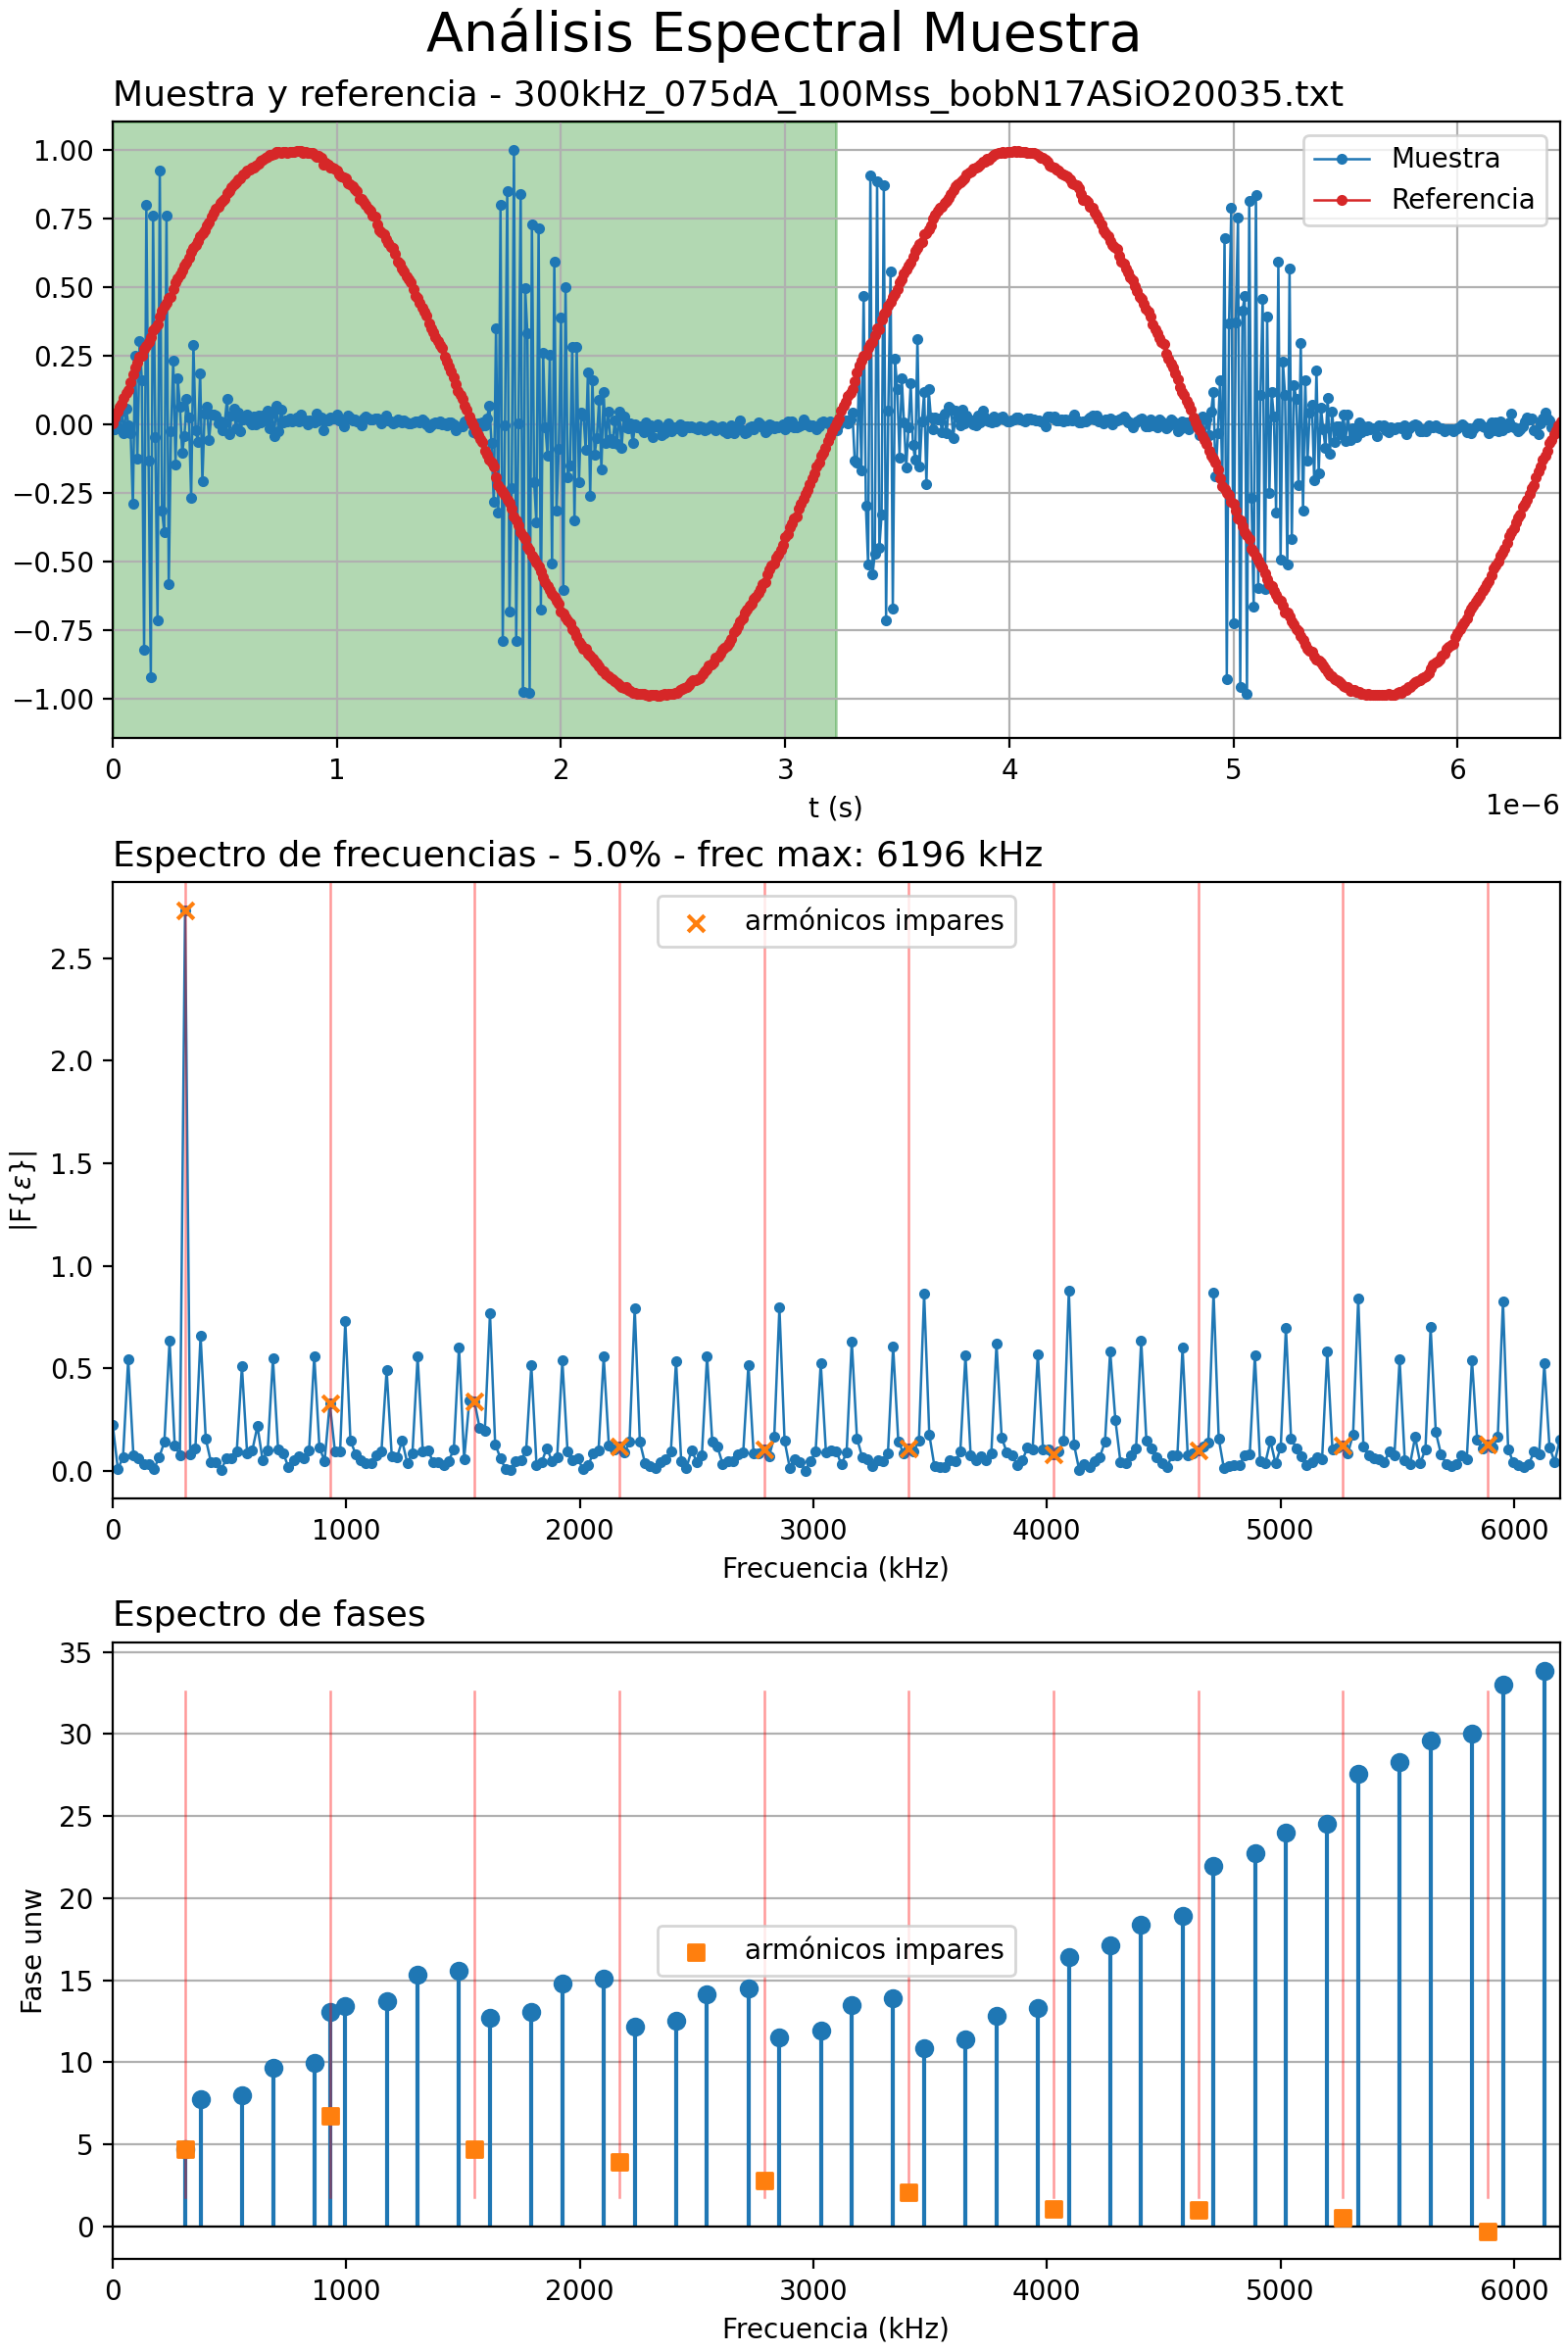 Análisis Espectral Muestra
Muestra y referencia - 300kHz_075dA_100Mss_bobN17ASiO20035.txt
1.00
0.75
0.50
0.25
0.00
−0.25
−0.50
−0.75
−1.00
Muestra
Referencia
0 1 2 3 4 5 6
1e−6
t (s)
Espectro de frecuencias - 5.0% - frec max: 6196 kHz
armónicos impares
2.5
2.0
1.5
1.0
0.5
0.0
|F{ε}|
0 1000 2000 3000 4000 5000 6000
Frecuencia (kHz)
Espectro de fases
35
30
25
20
15
10
5
0
Fase unw
armónicos impares
0 1000 2000 3000 4000 5000 6000
Frecuencia (kHz)